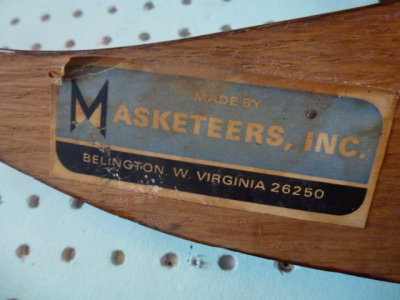 MADE BY
MASKETEERS, INC.
BELINGTON, W. VIRGINIA 26250